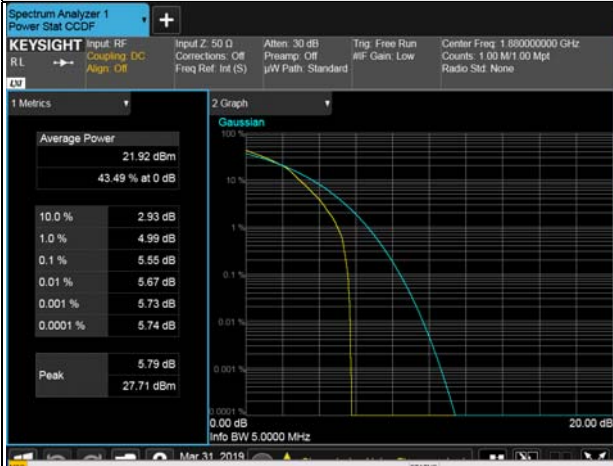 Spectrum Analyzer 1
Power Stat CCDF
+
KEYSIGHT
RL
LXI
Input: RF
Coupling: DC
Align: Off
Input Z: 50 Ω
Corrections: Off
Freq Ref: Int (S)
Atten: 30 dB
Preamp: Off
µW Path: Standard
Trig: Free Run
#IF Gain: Low
Center Freq: 1.880000000 GHz
Counts: 1.00 M/1.00 Mpt
Radio Std: None
1 Metrics
Average Power
21.92 dBm
43.49 % at 0 dB
10.0 % 2.93 dB
1.0 % 4.99 dB
0.1 % 5.55 dB
0.01 % 5.67 dB
0.001 % 5.73 dB
0.0001 % 5.74 dB
Peak
5.79 dB
27.71 dBm
2 Graph
Gaussian
100 %
10 %
1 %
0.1 %
0.01 %
0.001 %
0.0001 %
0.00 dB 20.00 dB
Info BW 5.0000 MHz
Mar 31, 2019
STATUS